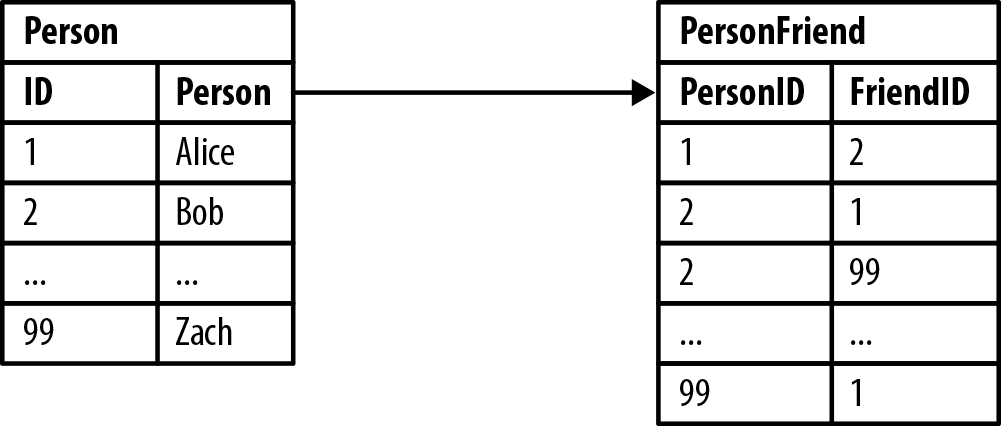 Person
ID Person
1 Alice
2 Bob
... ...
99 Zach
PersonFriend
PersonID FriendID
1 2
2 1
2 99
... ...
99 1